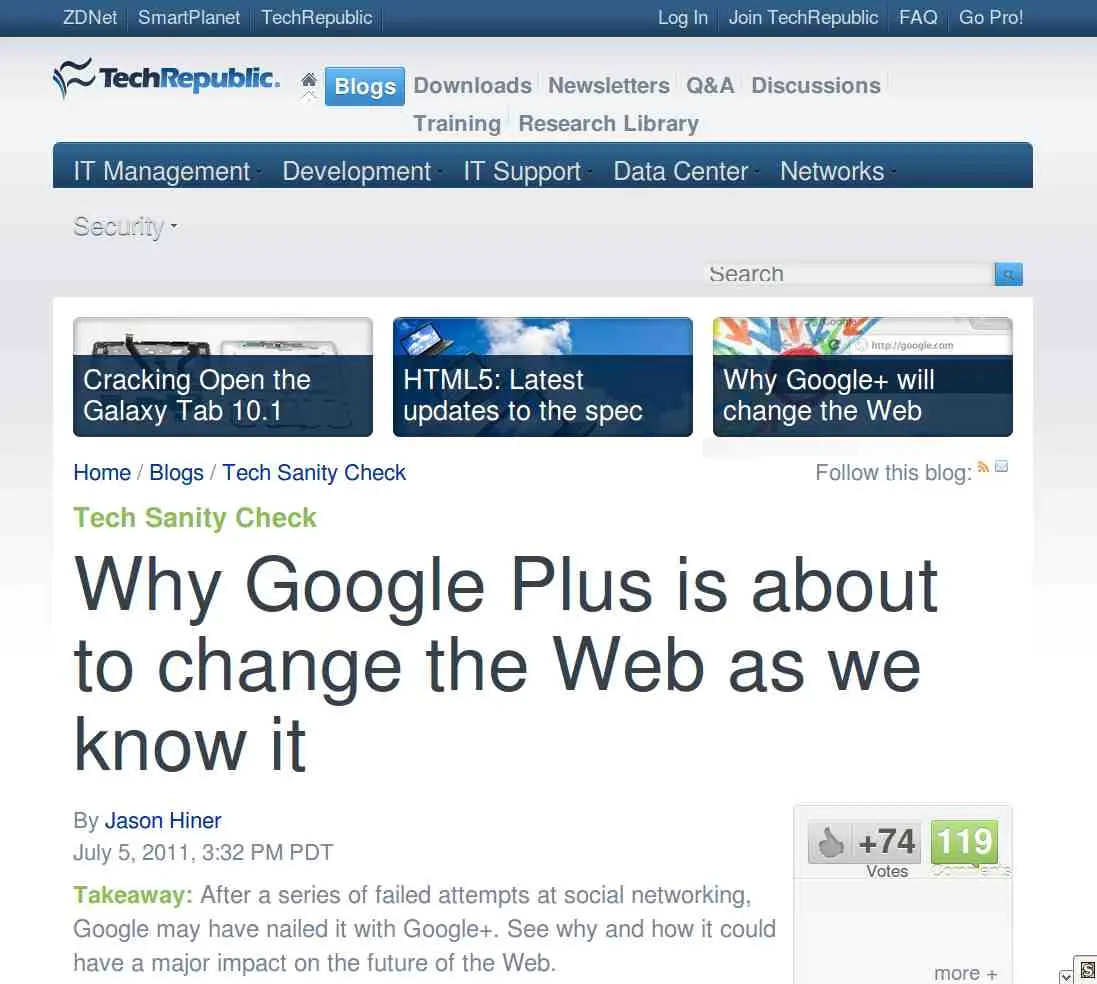 ZDNet SmartPlanet TechRepublic Log In Join TechRepublic FAQ Go Pro!
TechRepublic. Blogs Downloads Newsletters Q&A Discussions
Training Research Library
IT Management Development IT Support Data Center Networks
Security
Search
http://google.com
Cracking Open the
Galaxy Tab 10.1
HTML5: Latest
updates to the spec
Why Google+ will
change the Web
Home / Blogs / Tech Sanity Check Follow this blog:
Tech Sanity Check
Why Google Plus is about
to change the Web as we
know it
By Jason Hiner
July 5, 2011, 3:32 PM PDT
Takeaway: After a series of failed attempts at social networking,
Google may have nailed it with Google+. See why and how it could
have a major impact on the future of the Web.
+74
Votes
119
Comments
more +
S